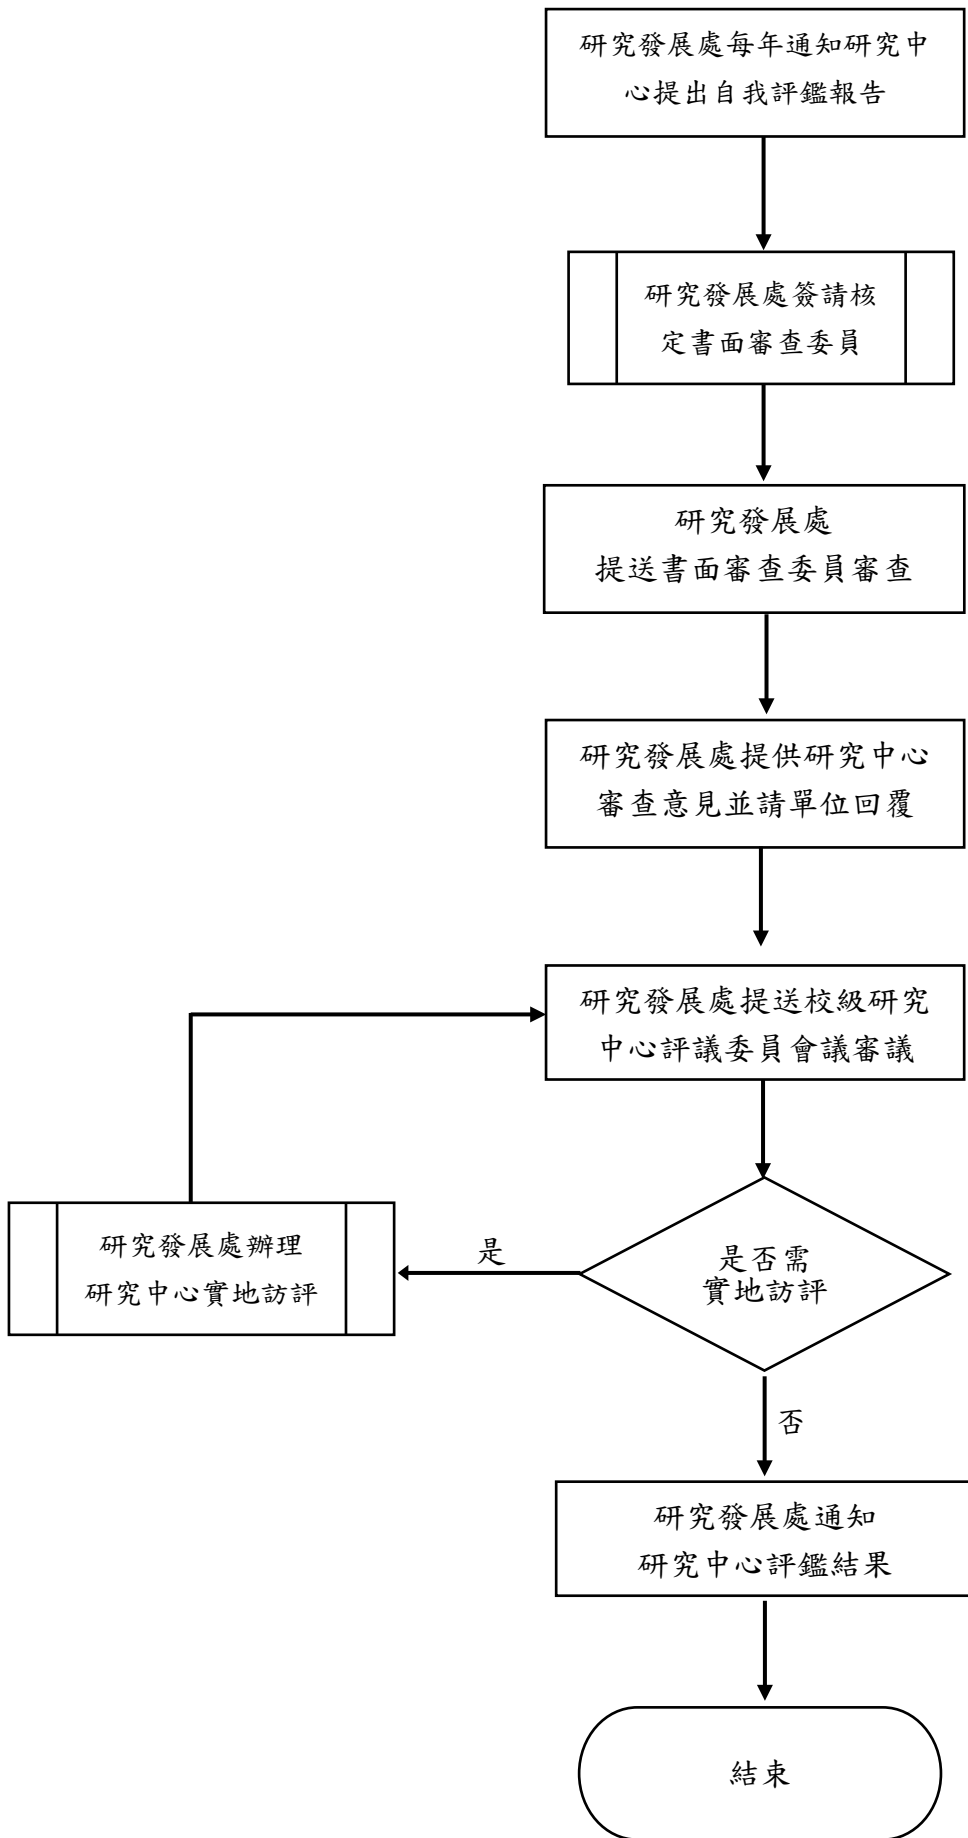 研究發展處每年通知研究中
心提出自我評鑑報告
研究發展處簽請核
定書面審查委員
研究發展處
提送書面審查委員審查
研究發展處提供研究中心
審查意見並請單位回覆
研究發展處提送校級研究
中心評議委員會議審議
研究發展處辦理
研究中心實地訪評
是
是否需
實地訪評
否
研究發展處通知
研究中心評鑑結果
結束